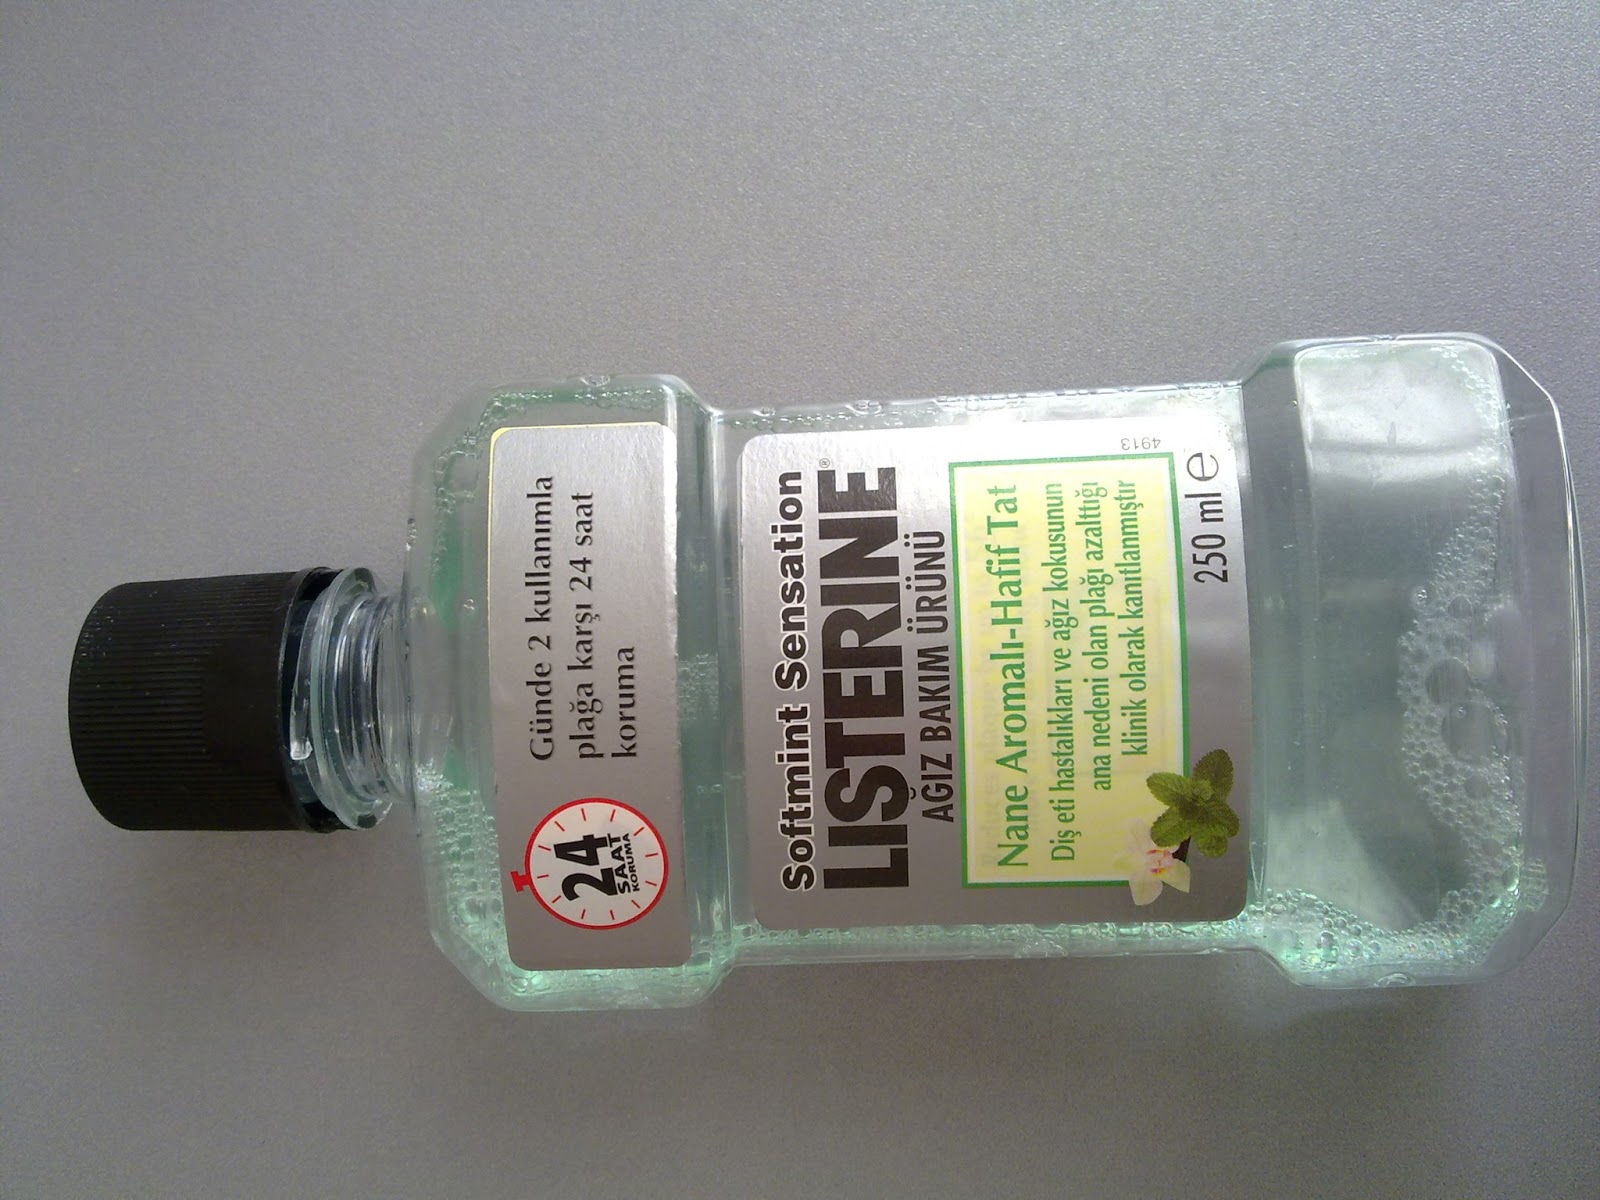 Günde 2 kullanımla
plağa karşı 24 saat
koruma
24
SAAT
KORUMA
Softmint Sensation
LISTERINE®
AĞIZ BAKIM ÜRÜNÜ
Nane Aromalı-Hafif Tat
Diş eti hastalıkları ve ağız kokusunun
ana nedeni olan plağı azalttığı
klinik olarak kanıtlanmıştır
4913
250 ml e